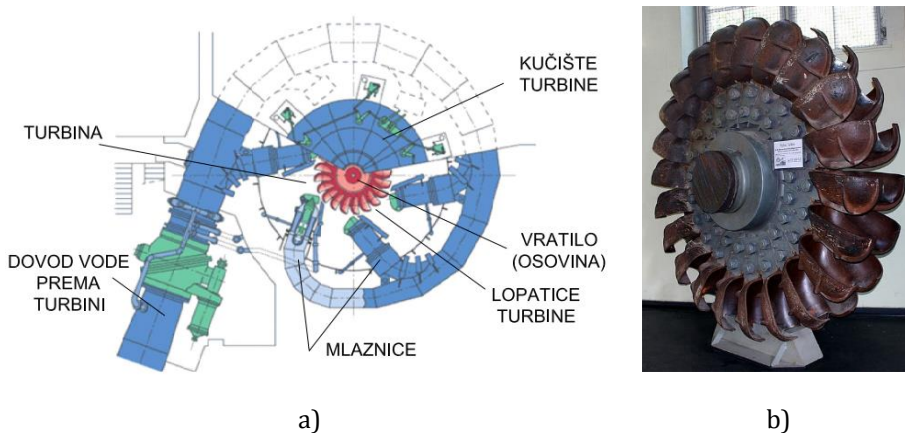 KUČIŠTE
TURBINE
TURBINA
DOVOD VODE
PREMA
TURBINI
VRATILO
(OSOVINA)
LOPATICE
TURBINE
MLAZNICE
a)
b)